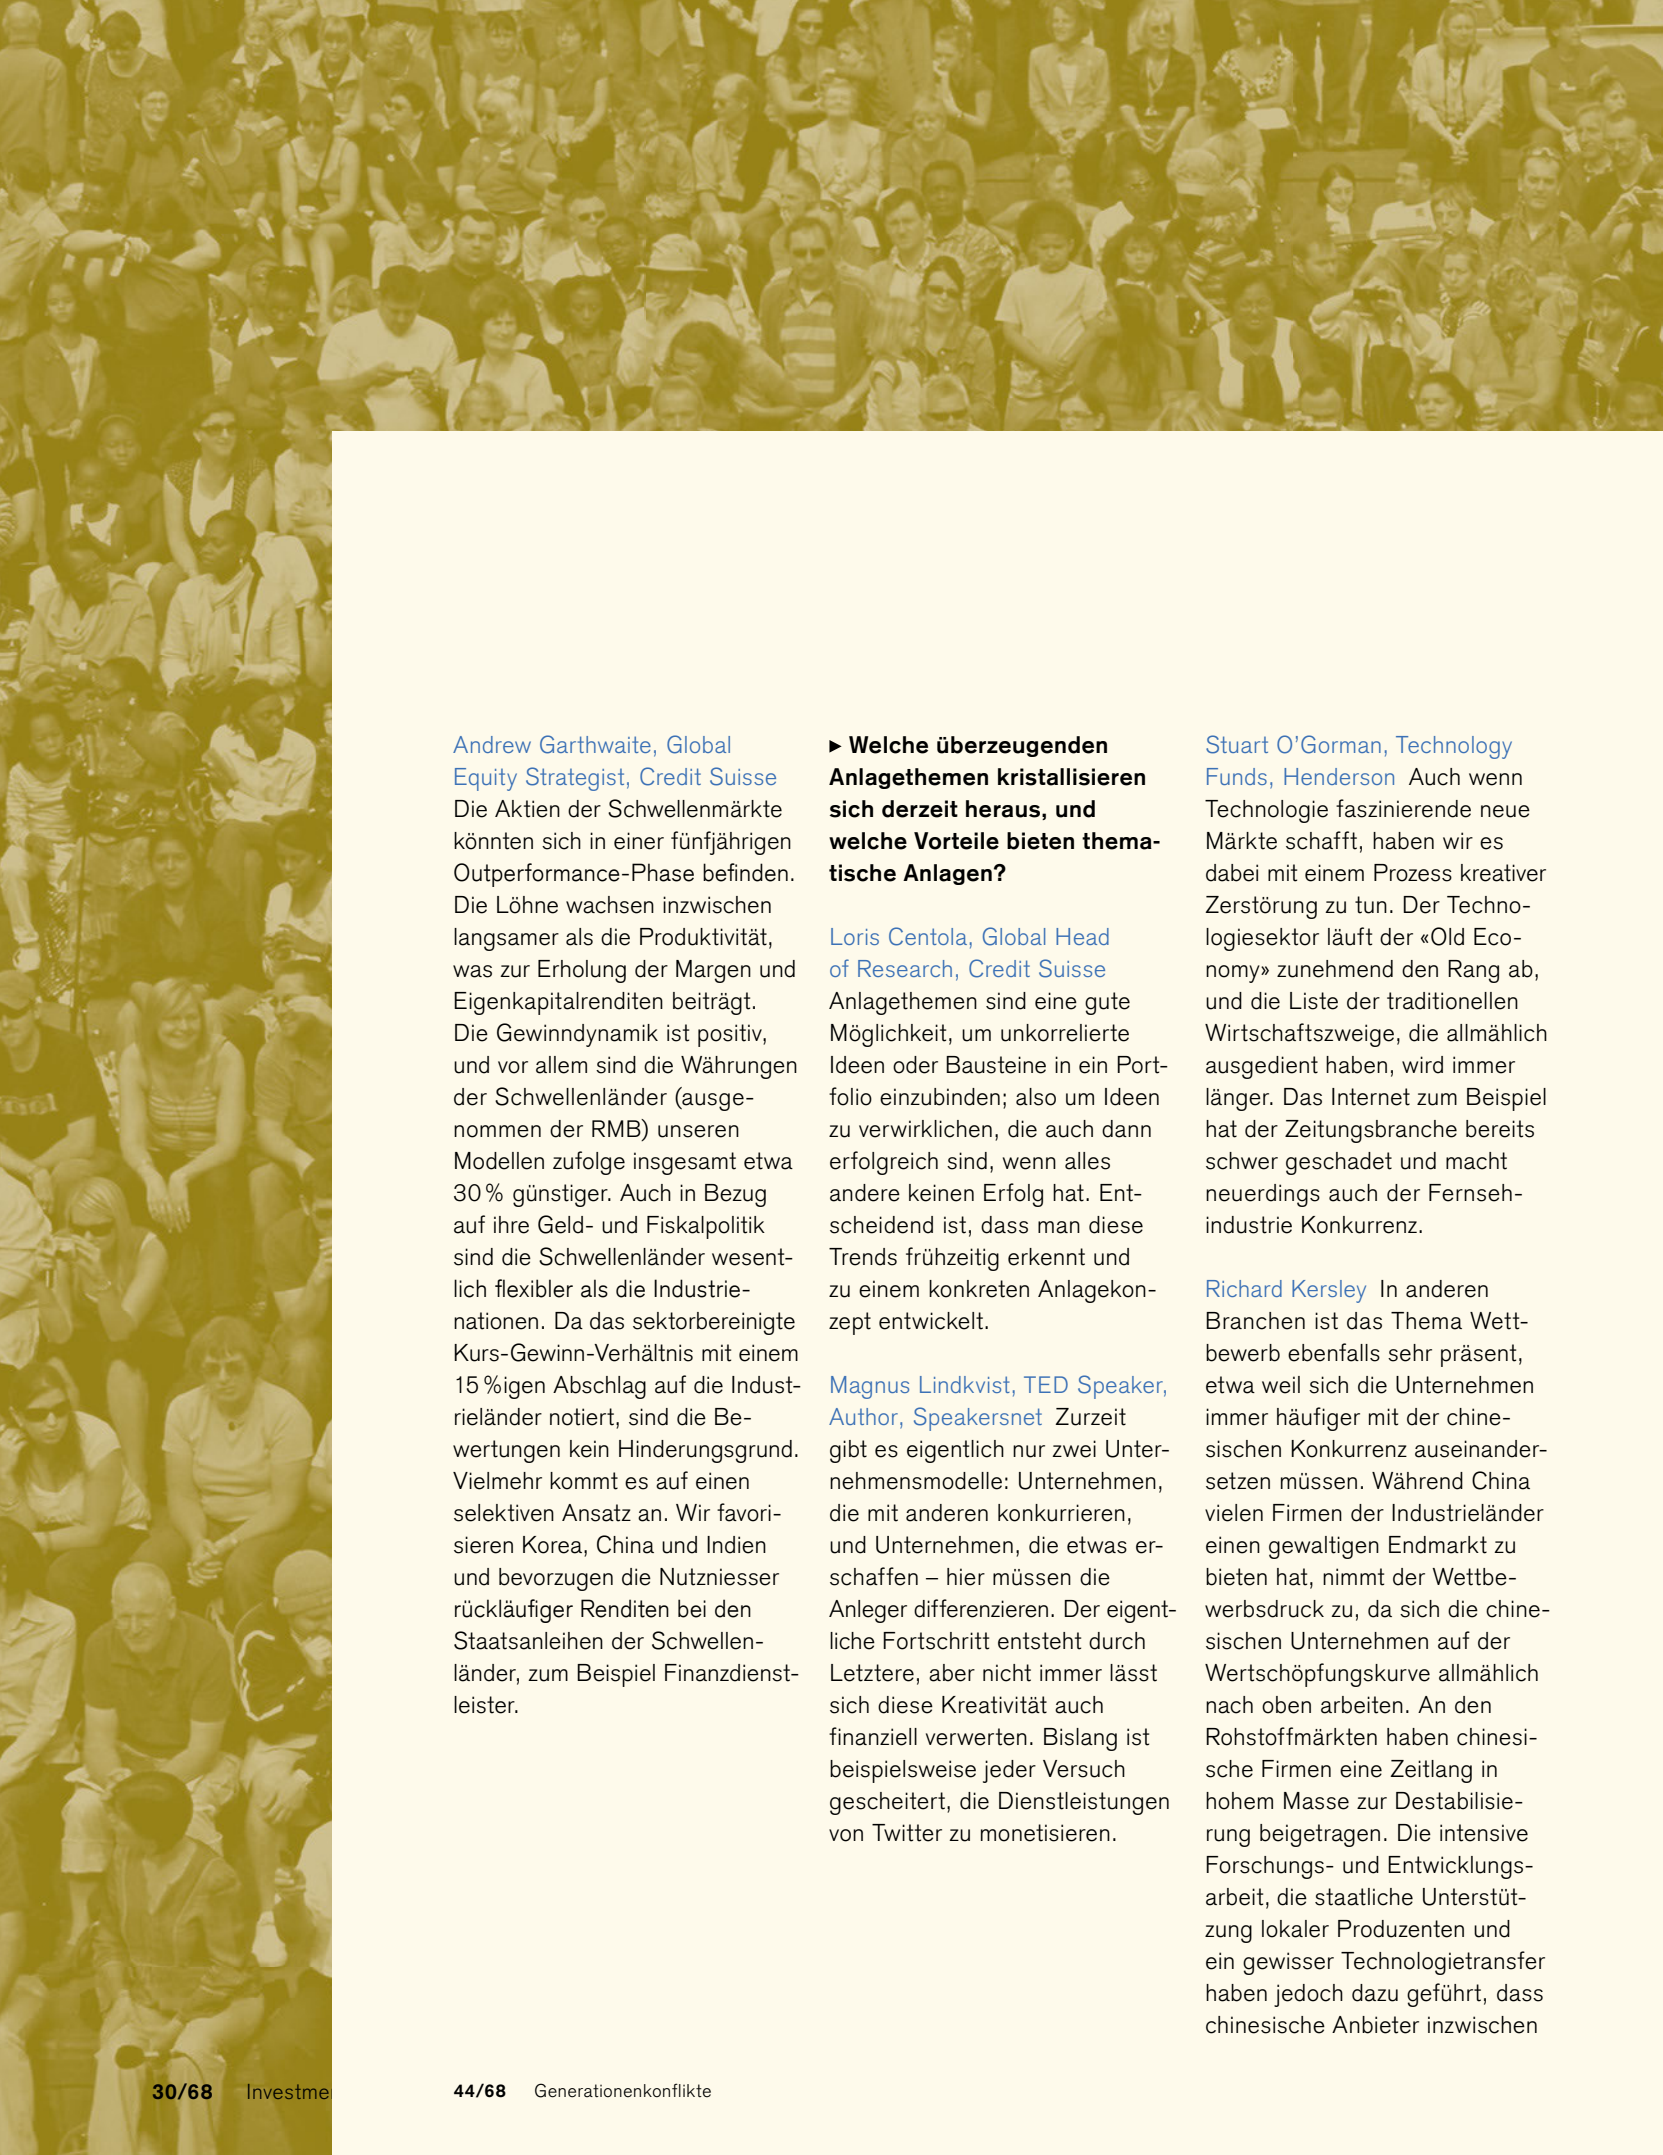 Andrew Garthwaite, Global
Equity Strategist, Credit Suisse
Die Aktien der Schwellenmärkte
könnten sich in einer fünfjährigen
Outperformance-Phase befinden.
Die Löhne wachsen inzwischen
langsamer als die Produktivität,
was zur Erholung der Margen und
Eigenkapitalrenditen beiträgt.
Die Gewinndynamik ist positiv,
und vor allem sind die Währungen
der Schwellenländer (ausge-
nommen der RMB) unseren
Modellen zufolge insgesamt etwa
30 % günstiger. Auch in Bezug
auf ihre Geld- und Fiskalpolitik
sind die Schwellenländer wesent-
lich flexibler als die Industrie-
nationen. Da das sektorbereinigte
Kurs-Gewinn-Verhältnis mit einem
15 %igen Abschlag auf die Indust-
rieländer notiert, sind die Be-
wertungen kein Hinderungsgrund.
Vielmehr kommt es auf einen
selektiven Ansatz an. Wir favori-
sieren Korea, China und Indien
und bevorzugen die Nutzniesser
rückläufiger Renditen bei den
Staatsanleihen der Schwellen-
länder, zum Beispiel Finanzdienst-
leister.
▶ Welche überzeugenden
Anlagethemen kristallisieren
sich derzeit heraus, und
welche Vorteile bieten thema-
tische Anlagen?
Loris Centola, Global Head
of Research, Credit Suisse
Anlagethemen sind eine gute
Möglichkeit, um unkorrelierte
Ideen oder Bausteine in ein Port-
folio einzubinden; also um Ideen
zu verwirklichen, die auch dann
erfolgreich sind, wenn alles
andere keinen Erfolg hat. Ent-
scheidend ist, dass man diese
Trends frühzeitig erkennt und
zu einem konkreten Anlagekon-
zept entwickelt.
Magnus Lindkvist, TED Speaker,
Author, Speakersnet Zurzeit
gibt es eigentlich nur zwei Unter-
nehmensmodelle: Unternehmen,
die mit anderen konkurrieren,
und Unternehmen, die etwas er-
schaffen – hier müssen die
Anleger differenzieren. Der eigent-
liche Fortschritt entsteht durch
Letztere, aber nicht immer lässt
sich diese Kreativität auch
finanziell verwerten. Bislang ist
beispielsweise jeder Versuch
gescheitert, die Dienstleistungen
von Twitter zu monetisieren.
Stuart O'Gorman, Technology
Funds, Henderson Auch wenn
Technologie faszinierende neue
Märkte schafft, haben wir es
dabei mit einem Prozess kreativer
Zerstörung zu tun. Der Techno-
logiesektor läuft der «Old Eco-
nomy» zunehmend den Rang ab,
und die Liste der traditionellen
Wirtschaftszweige, die allmählich
ausgedient haben, wird immer
länger. Das Internet zum Beispiel
hat der Zeitungsbranche bereits
schwer geschadet und macht
neuerdings auch der Fernseh-
industrie Konkurrenz.
Richard Kersley In anderen
Branchen ist das Thema Wett-
bewerb ebenfalls sehr präsent,
etwa weil sich die Unternehmen
immer häufiger mit der chine-
sischen Konkurrenz auseinander-
setzen müssen. Während China
vielen Firmen der Industrieländer
einen gewaltigen Endmarkt zu
bieten hat, nimmt der Wettbe-
werbsdruck zu, da sich die chine-
sischen Unternehmen auf der
Wertschöpfungskurve allmählich
nach oben arbeiten. An den
Rohstoffmärkten haben chinesi-
sche Firmen eine Zeitlang in
hohem Masse zur Destabilisie-
rung beigetragen. Die intensive
Forschungs- und Entwicklungs-
arbeit, die staatliche Unterstüt-
zung lokaler Produzenten und
ein gewisser Technologietransfer
haben jedoch dazu geführt, dass
chinesische Anbieter inzwischen
30/68 Investme
44/68 Generationenkonflikte